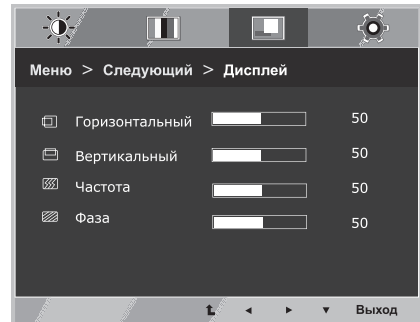 Меню > Следующий > Дисплей
Горизонтальный 50
Вертикальный 50
Частота 50
Фаза 50
Выход